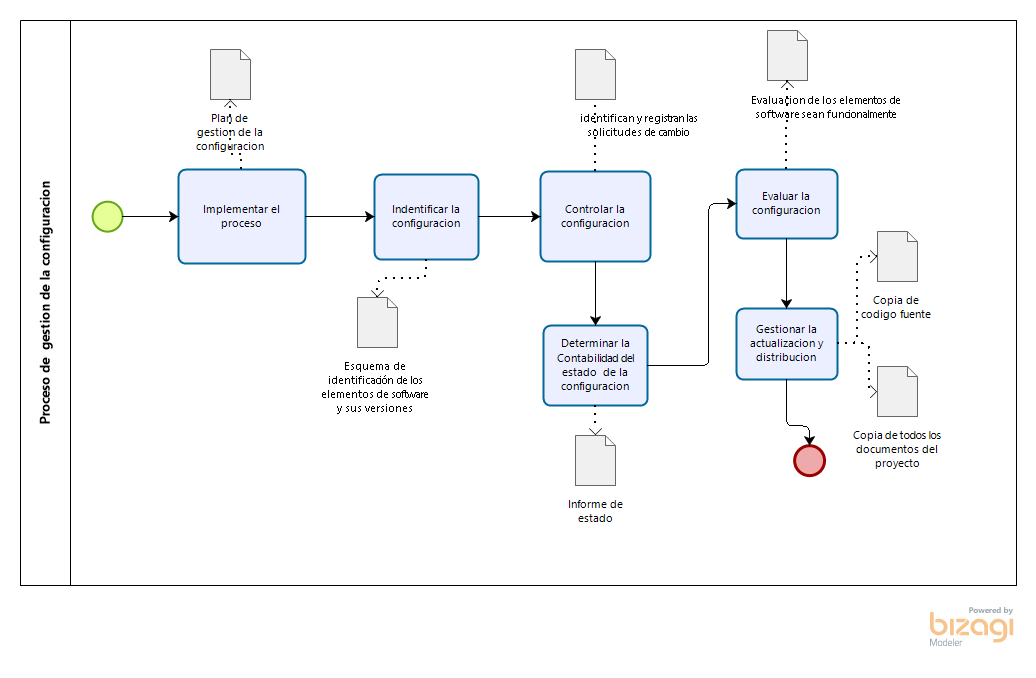 Proceso de gestion de la configuracion
Plan de
gestion de la
configuracion
identifican y registran las
solicitudes de cambio
Evaluacion de los elementos de
software sean funcionalmente
Implementar el
proceso
Indentificar la
configuracion
Controlar la
configuracion
Evaluar la
configuracion
Esquema de
identificación de los
elementos de software
y sus versiones
Determinar la
Contabilidad del
estado de la
configuracion
Gestionar la
actualizacion y
distribucion
Copia de
codigo fuente
Copia de todos los
documentos del
proyecto
Informe de
estado
Powered by
bizagi
Modeler